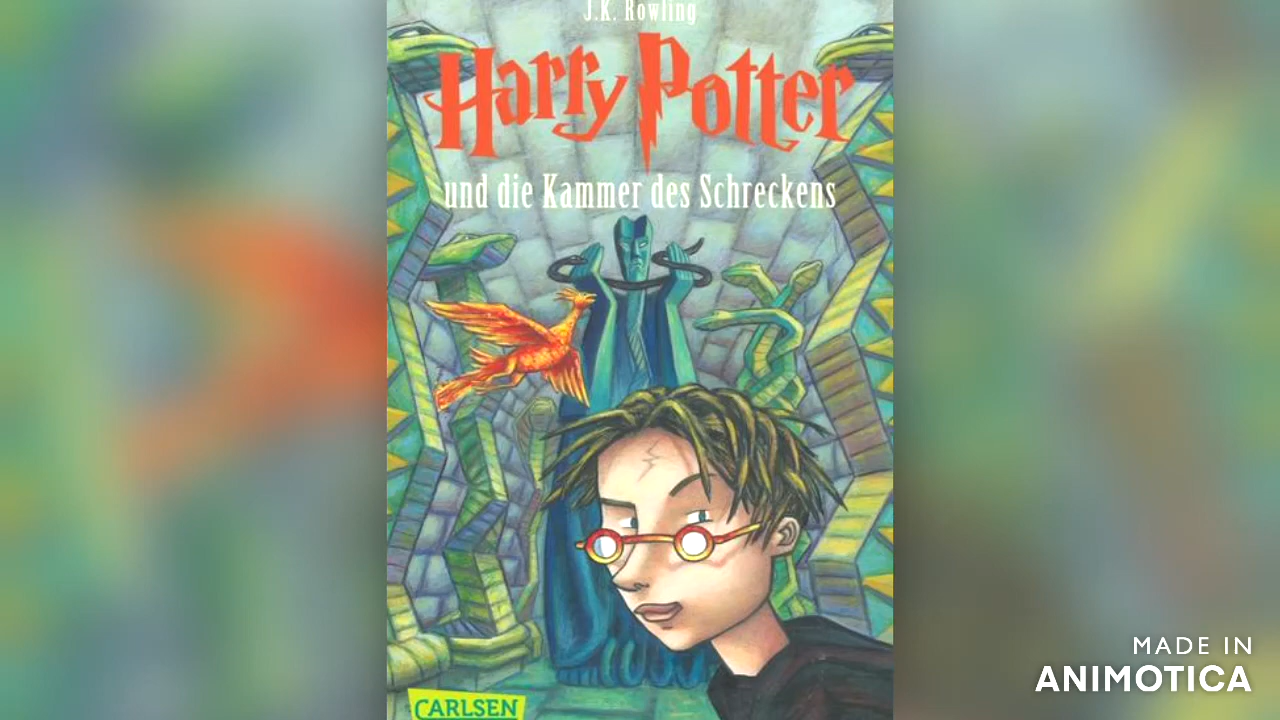 J.K. Rowling
Harry Potter
und die Kammer des Schreckens
CARLSEN
MADE IN
ANIMOTICA